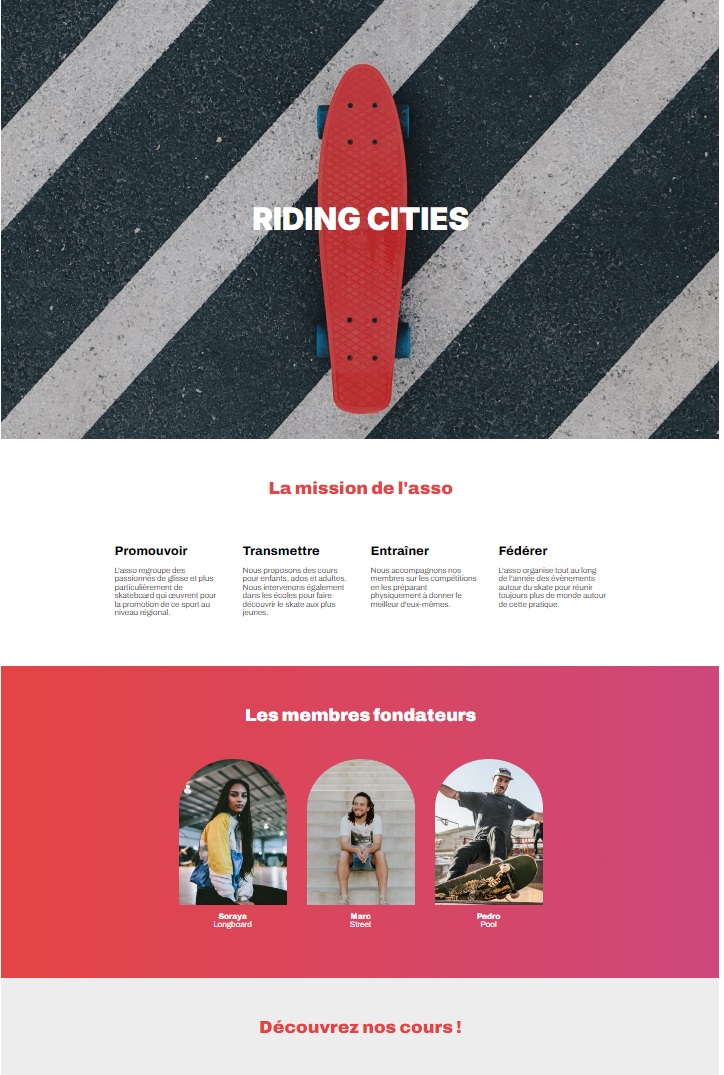 RIDING CITIES
La mission de l'asso
Promouvoir
L'asso regroupe des
passionnés de glisse et plus
particulièrement de
skateboard qui œuvrent pour
la promotion de ce sport au
niveau régional.
Transmettre
Nous proposons des cours
pour enfants, ados et adultes.
Nous intervenons également
dans les écoles pour faire
découvrir le skate aux plus
jeunes.
Entraîner
Nous accompagnons nos
membres sur les compétitions
en les préparant
physiquement à donner le
meilleur d'eux-mêmes.
Fédérer
L'asso organise tout au long
de l'année des événements
autour du skate pour réunir
toujours plus de monde autour
de cette pratique.
Les membres fondateurs
Soraya
Longboard
Marc
Street
Pedro
Pool
Découvrez nos cours !